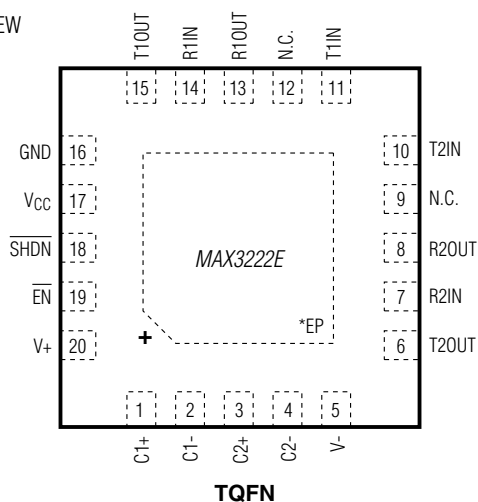 EW
T1OUT
R1IN
R1OUT
N.C.
T1IN
15 14 13 12 11
GND 16
VCC 17
SHDN 18
EN 19
V+ 20
10 T2IN
9 N.C.
8 R2OUT
7 R2IN
6 T2OUT
MAX3222E
*EP
+
1 2 3 4 5
C1+
C1-
C2+
C2-
V-
TQFN